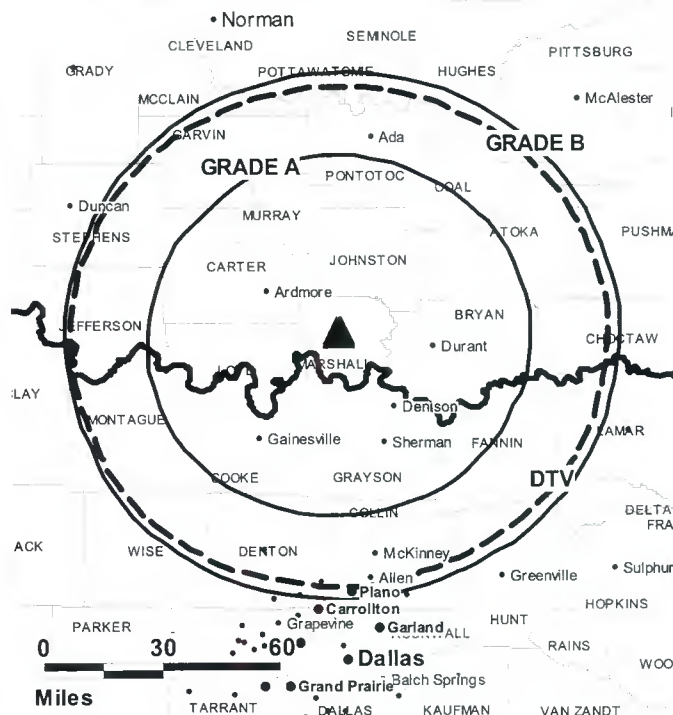 Norman
CLEVELAND
SEMINOLE
PITTSBURG
GRADY
POTTAWATOMIE
HUGHES
MCCLAIN
McAlester
GARVIN
Ada
GRADE B
GRADE A
PONTOTOC
COAL
Duncan
MURRAY
STEPHENS
ATOKA
PUSHMA
JOHNSTON
CARTER
Ardmore
BRYAN
JEFFERSON
Durant
CHOCTAW
MARSHALL
LOVE
CLAY
Denison
MONTAGUE
Gainesville
Sherman
FANNIN
LAMAR
COOKE
GRAYSON
DTV
COLLIN
DELTA
FRA
ACK
WISE
DENTON
McKinney
Allen
Greenville
Sulphur
Plano
Carrollton
HOPKINS
PARKER
Grapevine
Garland
HUNT
ROCKWALL
RAINS
0 30 60
Dallas
WOO
Miles
Grand Prairie
Balch Springs
TARRANT
DALLAS
KAUFMAN
VAN ZANDT